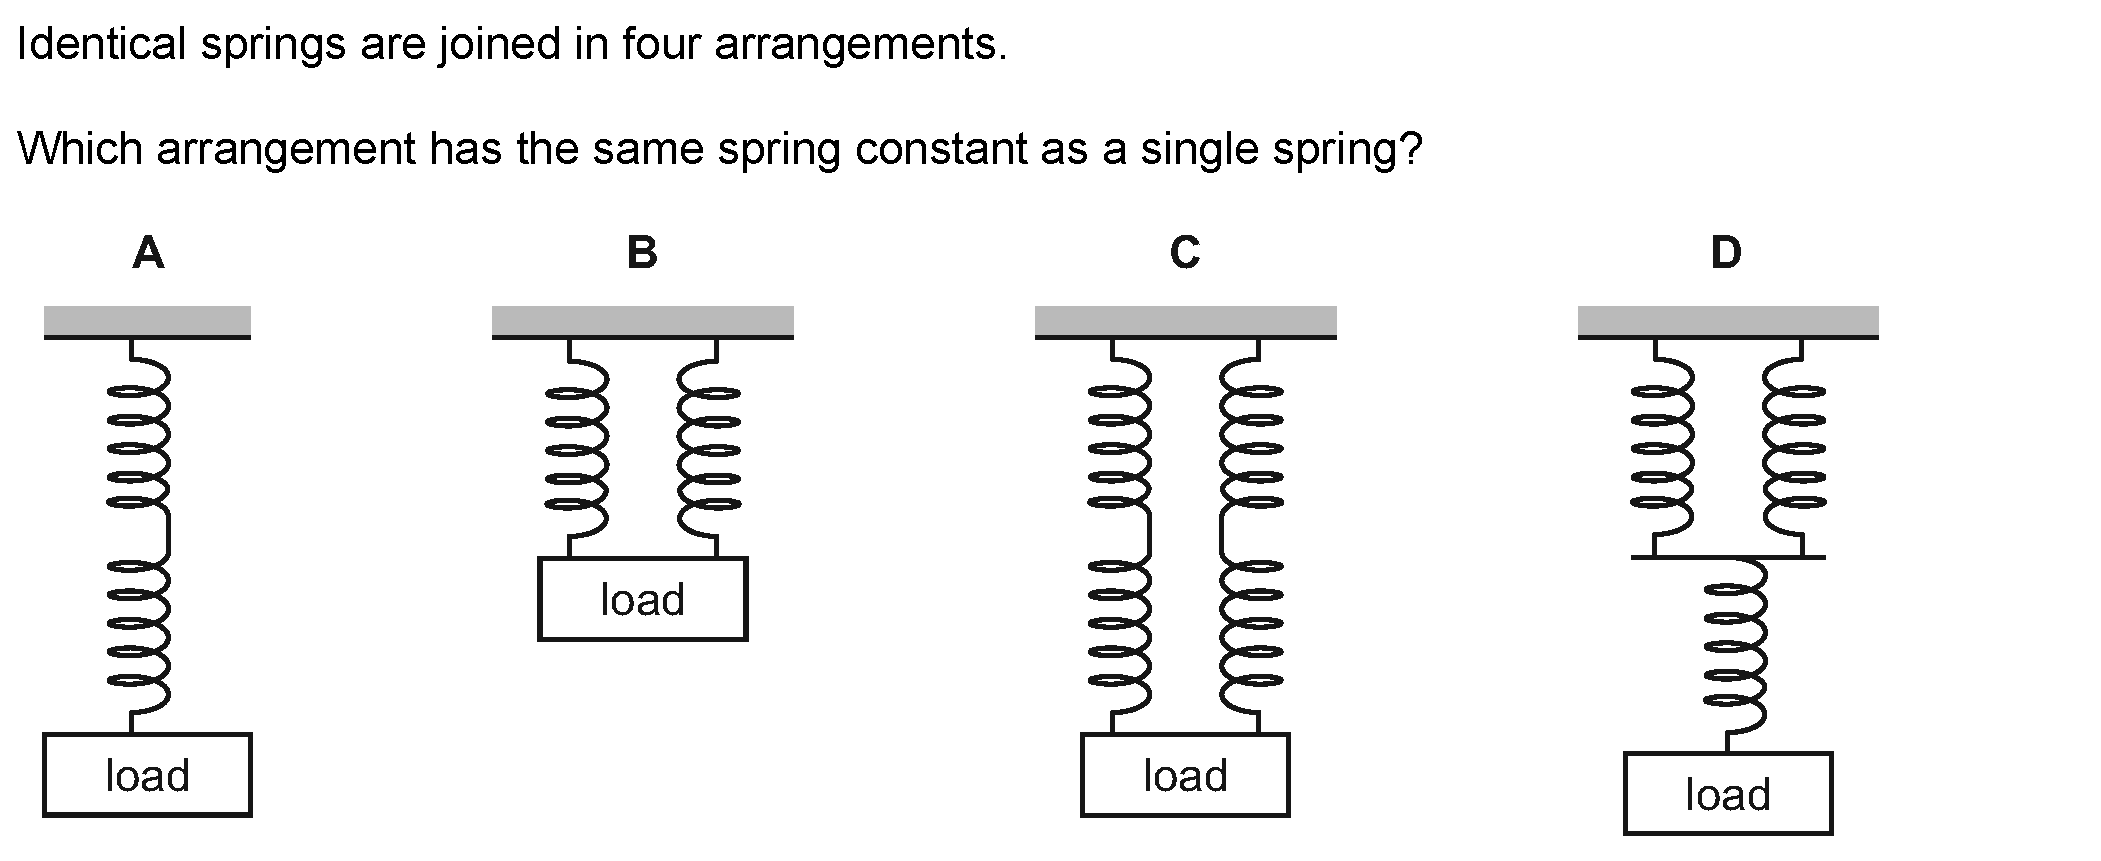 Identical springs are joined in four arrangements.
Which arrangement has the same spring constant as a single spring?
A B C D
load
load
load
load